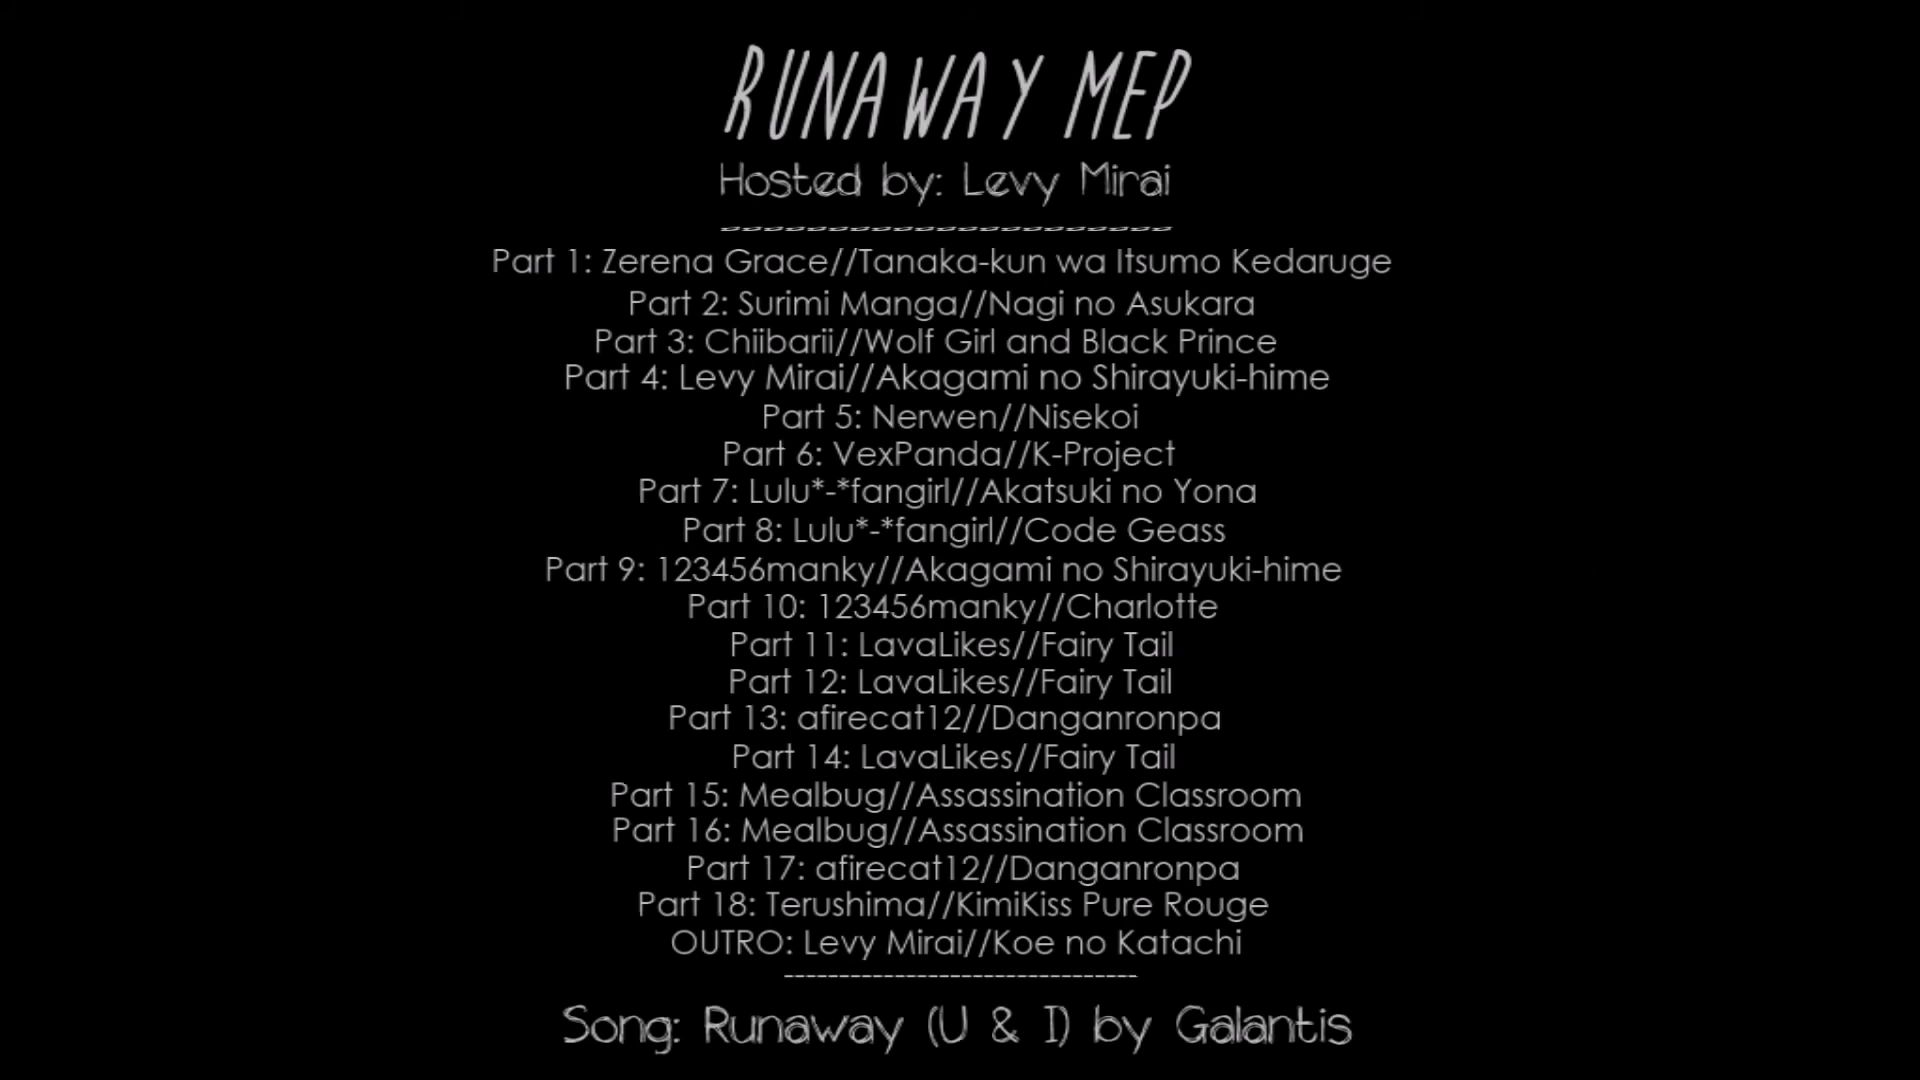 RUNAWAY MEP
Hosted by: Levy Mirai
----------------------
Part 1: Zerena Grace//Tanaka-kun wa Itsumo Kedaruge
Part 2: Surimi Manga//Nagi no Asukara
Part 3: Chiibarii//Wolf Girl and Black Prince
Part 4: Levy Mirai//Akagami no Shirayuki-hime
Part 5: Nerwen//Nisekoi
Part 6: VexPanda//K-Project
Part 7: Lulu*-*fangirl//Akatsuki no Yona
Part 8: Lulu*-*fangirl//Code Geass
Part 9: 123456manky//Akagami no Shirayuki-hime
Part 10: 123456manky//Charlotte
Part 11: LavaLikes//Fairy Tail
Part 12: LavaLikes//Fairy Tail
Part 13: afirecat12//Danganronpa
Part 14: LavaLikes//Fairy Tail
Part 15: Mealbug//Assassination Classroom
Part 16: Mealbug//Assassination Classroom
Part 17: afirecat12//Danganronpa
Part 18: Terushima//KimiKiss Pure Rouge
OUTRO: Levy Mirai//Koe no Katachi
--------------------------------
Song: Runaway (U & I) by Galantis